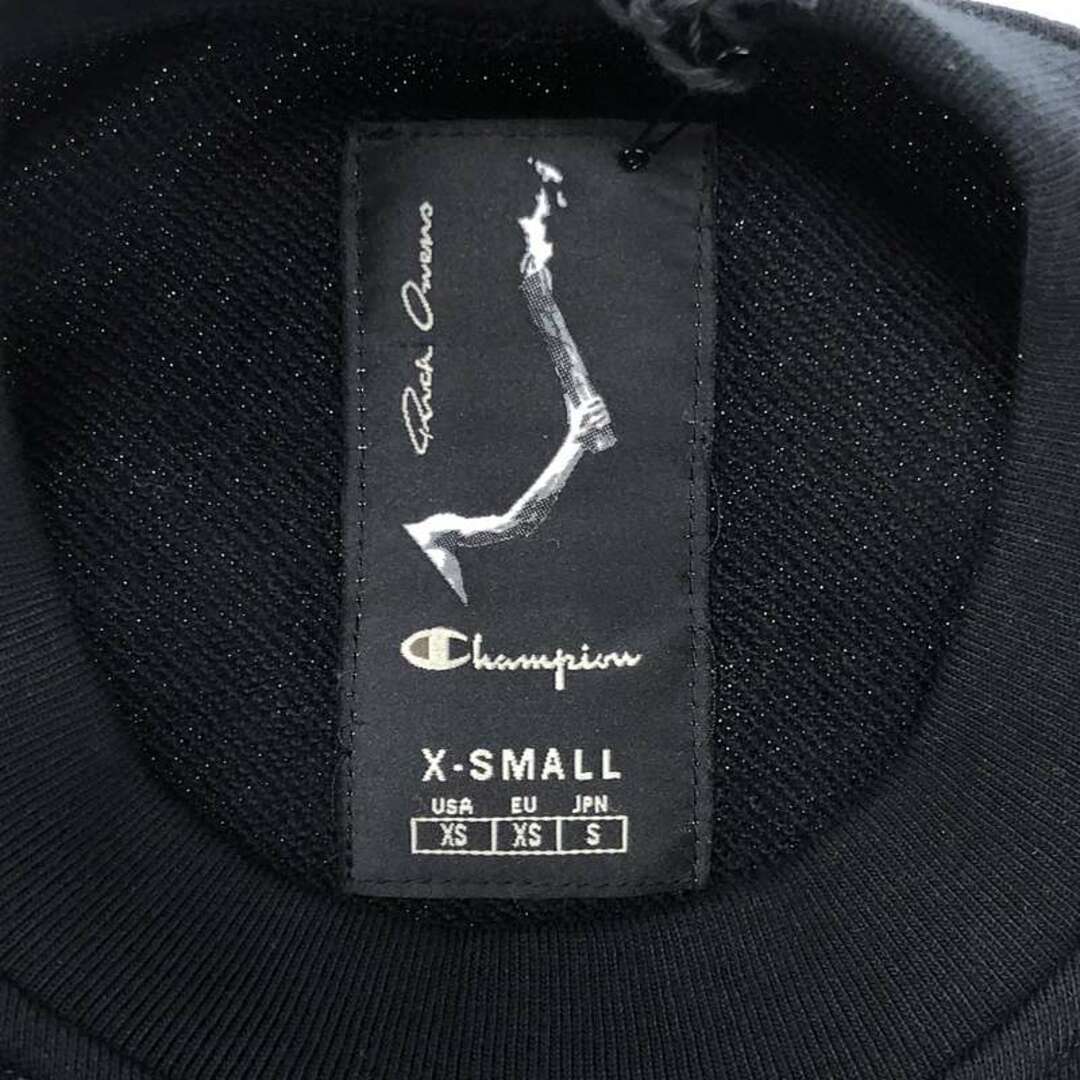 Rick Owens
Champion
X-SMALL
USA EU JPN
XS XS S